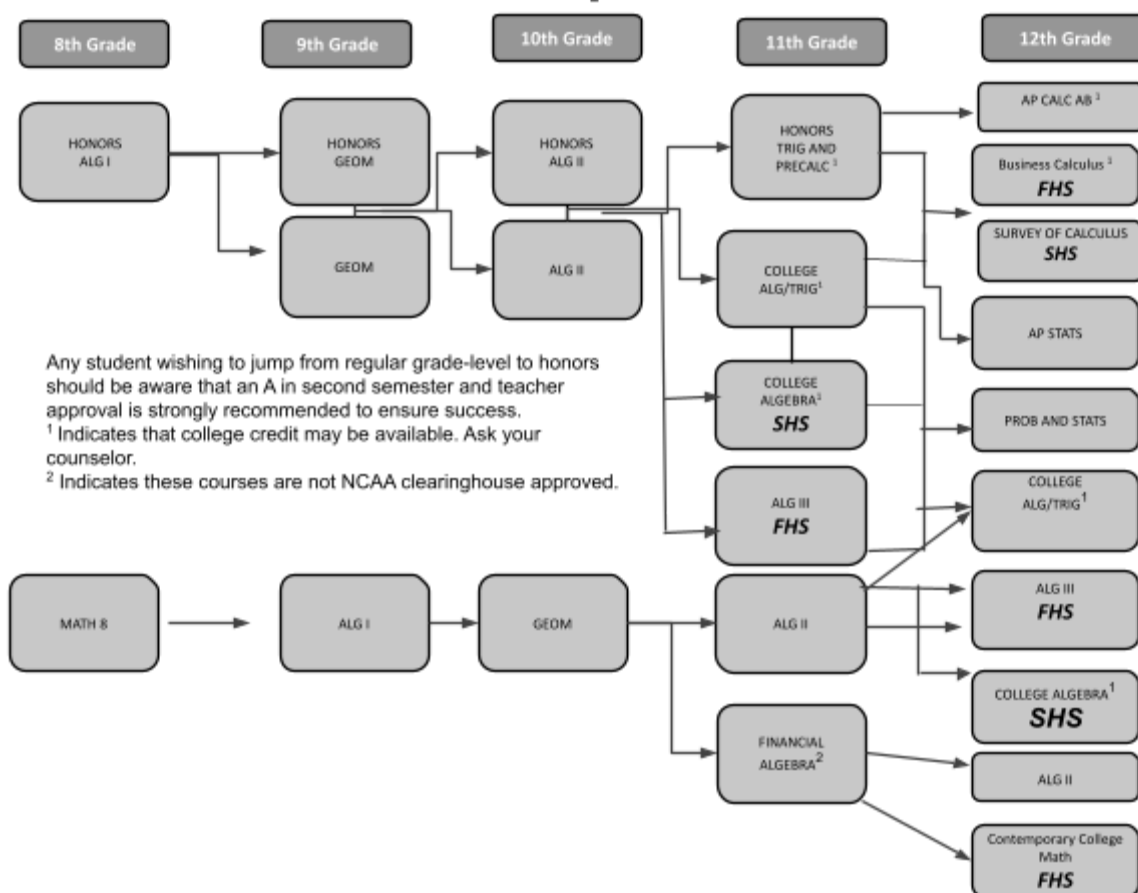 8th Grade
9th Grade
10th Grade
11th Grade
12th Grade
HONORS
ALG I
HONORS
GEOM
GEOM
HONORS
ALG II
ALG II
HONORS
TRIG AND
PRECALC ¹
COLLEGE
ALG/TRIG¹
COLLEGE
ALGEBRA¹
SHS
ALG III
FHS
AP CALC AB ¹
Business Calculus ¹
FHS
SURVEY OF CALCULUS
SHS
AP STATS
PROB AND STATS
COLLEGE
ALG/TRIG¹
Any student wishing to jump from regular grade-level to honors
should be aware that an A in second semester and teacher
approval is strongly recommended to ensure success.
¹ Indicates that college credit may be available. Ask your
counselor.
² Indicates these courses are not NCAA clearinghouse approved.
MATH 8
ALG I
GEOM
ALG II
FINANCIAL
ALGEBRA²
ALG III
FHS
COLLEGE ALGEBRA¹
SHS
ALG II
Contemporary College
Math
FHS